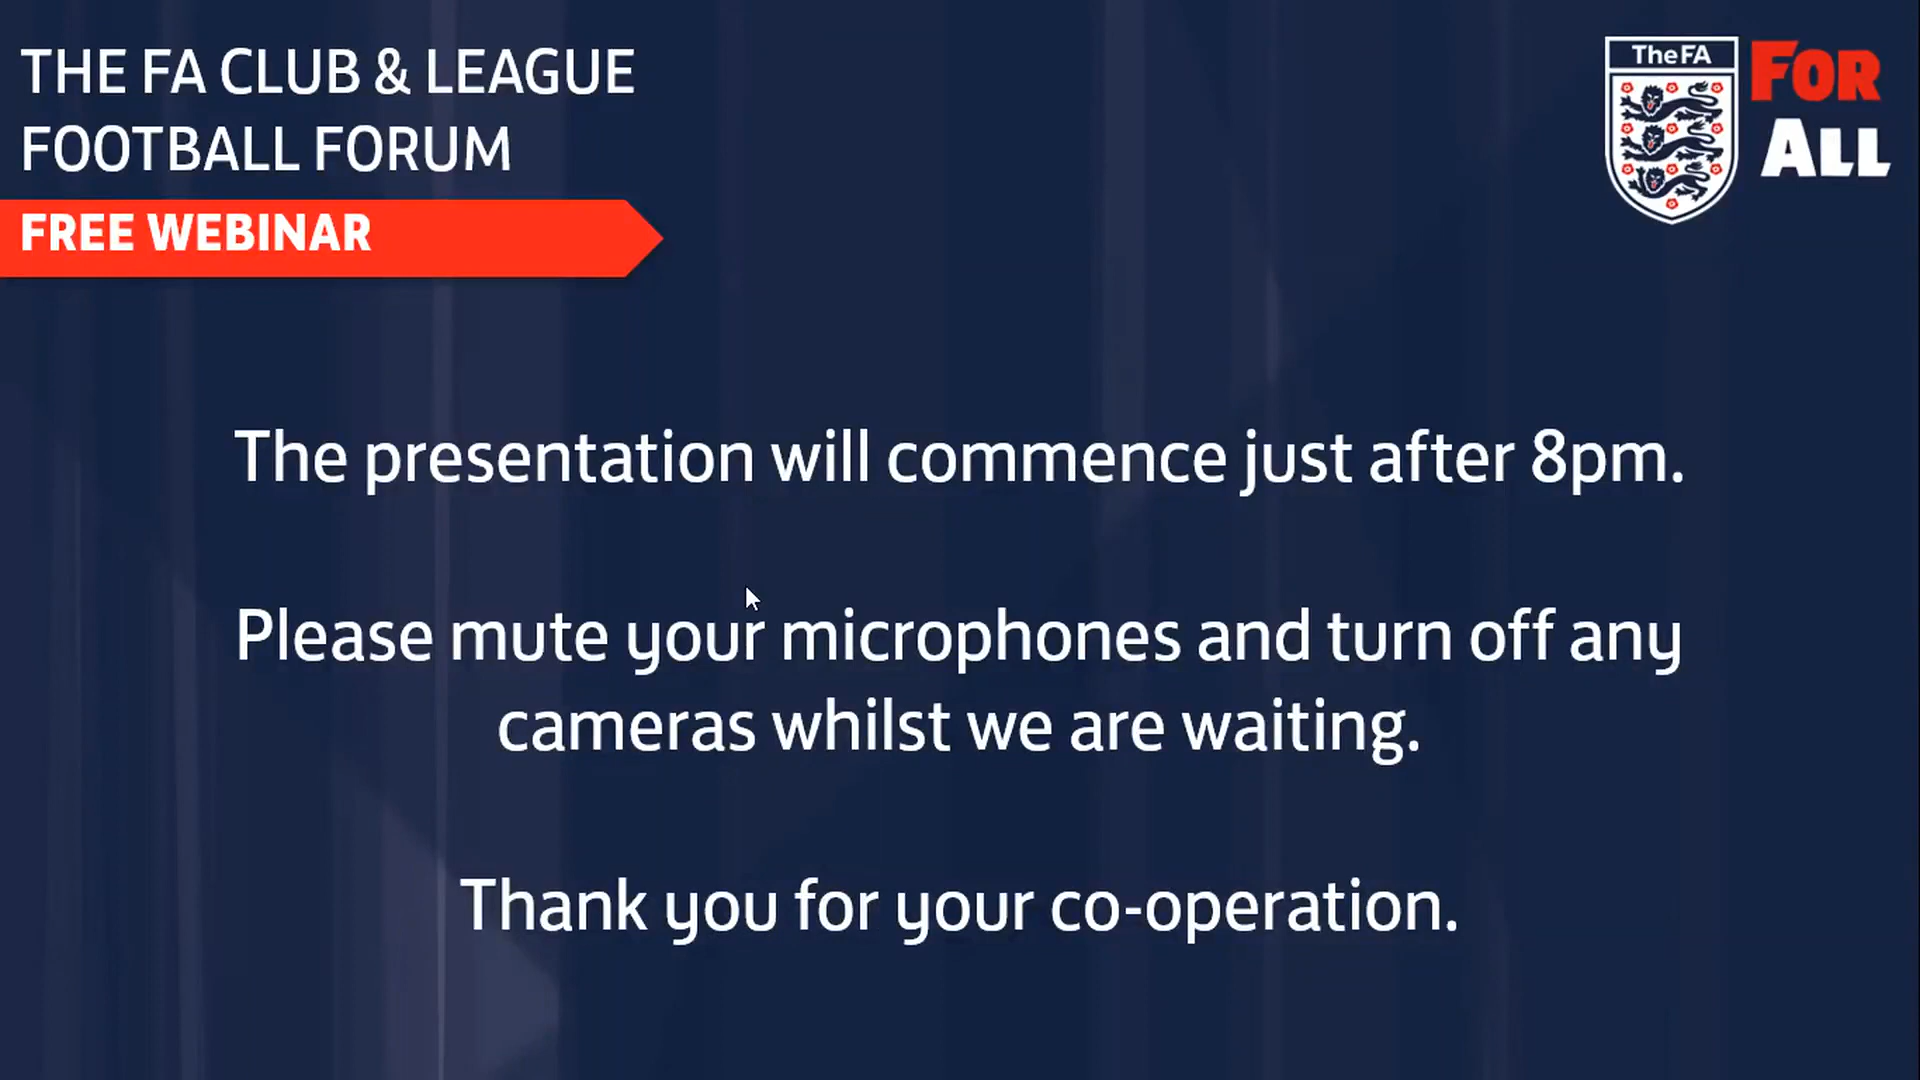 THE FA CLUB & LEAGUE
FOOTBALL FORUM
FREE WEBINAR
TheFA
FOR
ALL
The presentation will commence just after 8pm.
Please mute your microphones and turn off any
cameras whilst we are waiting.
Thank you for your co-operation.